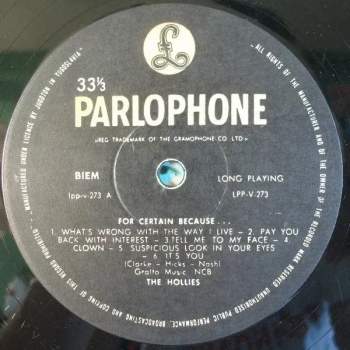 £
33⅓
PARLOPHONE
(REG TRADEMARK OF THE GRAMOPHONE CO LTD)
BIEM
LONG PLAYING
lpp-v-273 A
LPP-V-273
FOR CERTAIN BECAUSE...
1. WHAT'S WRONG WITH THE WAY I LIVE - 2. PAY YOU
BACK WITH INTEREST - 3.TELL ME TO MY FACE - 4.
CLOWN - 5. SUSPICIOUS LOOK IN YOUR EYES
- 6. IT'S YOU
(Clarke - Hicks - Nash)
Gralto Music NCB
THE HOLLIES
MANUFACTURED UNDER LICENCE BY JUGOTON IN YUGOSLAVIA - ALL RIGHTS OF THE MANUFACTURER AND OF THE OWNER OF THE RECORDED WORK RESERVED UNAUTHORISED PUBLIC PERFORMANCE, BROADCASTING AND COPYING OF THIS RECORD PROHIBITED -